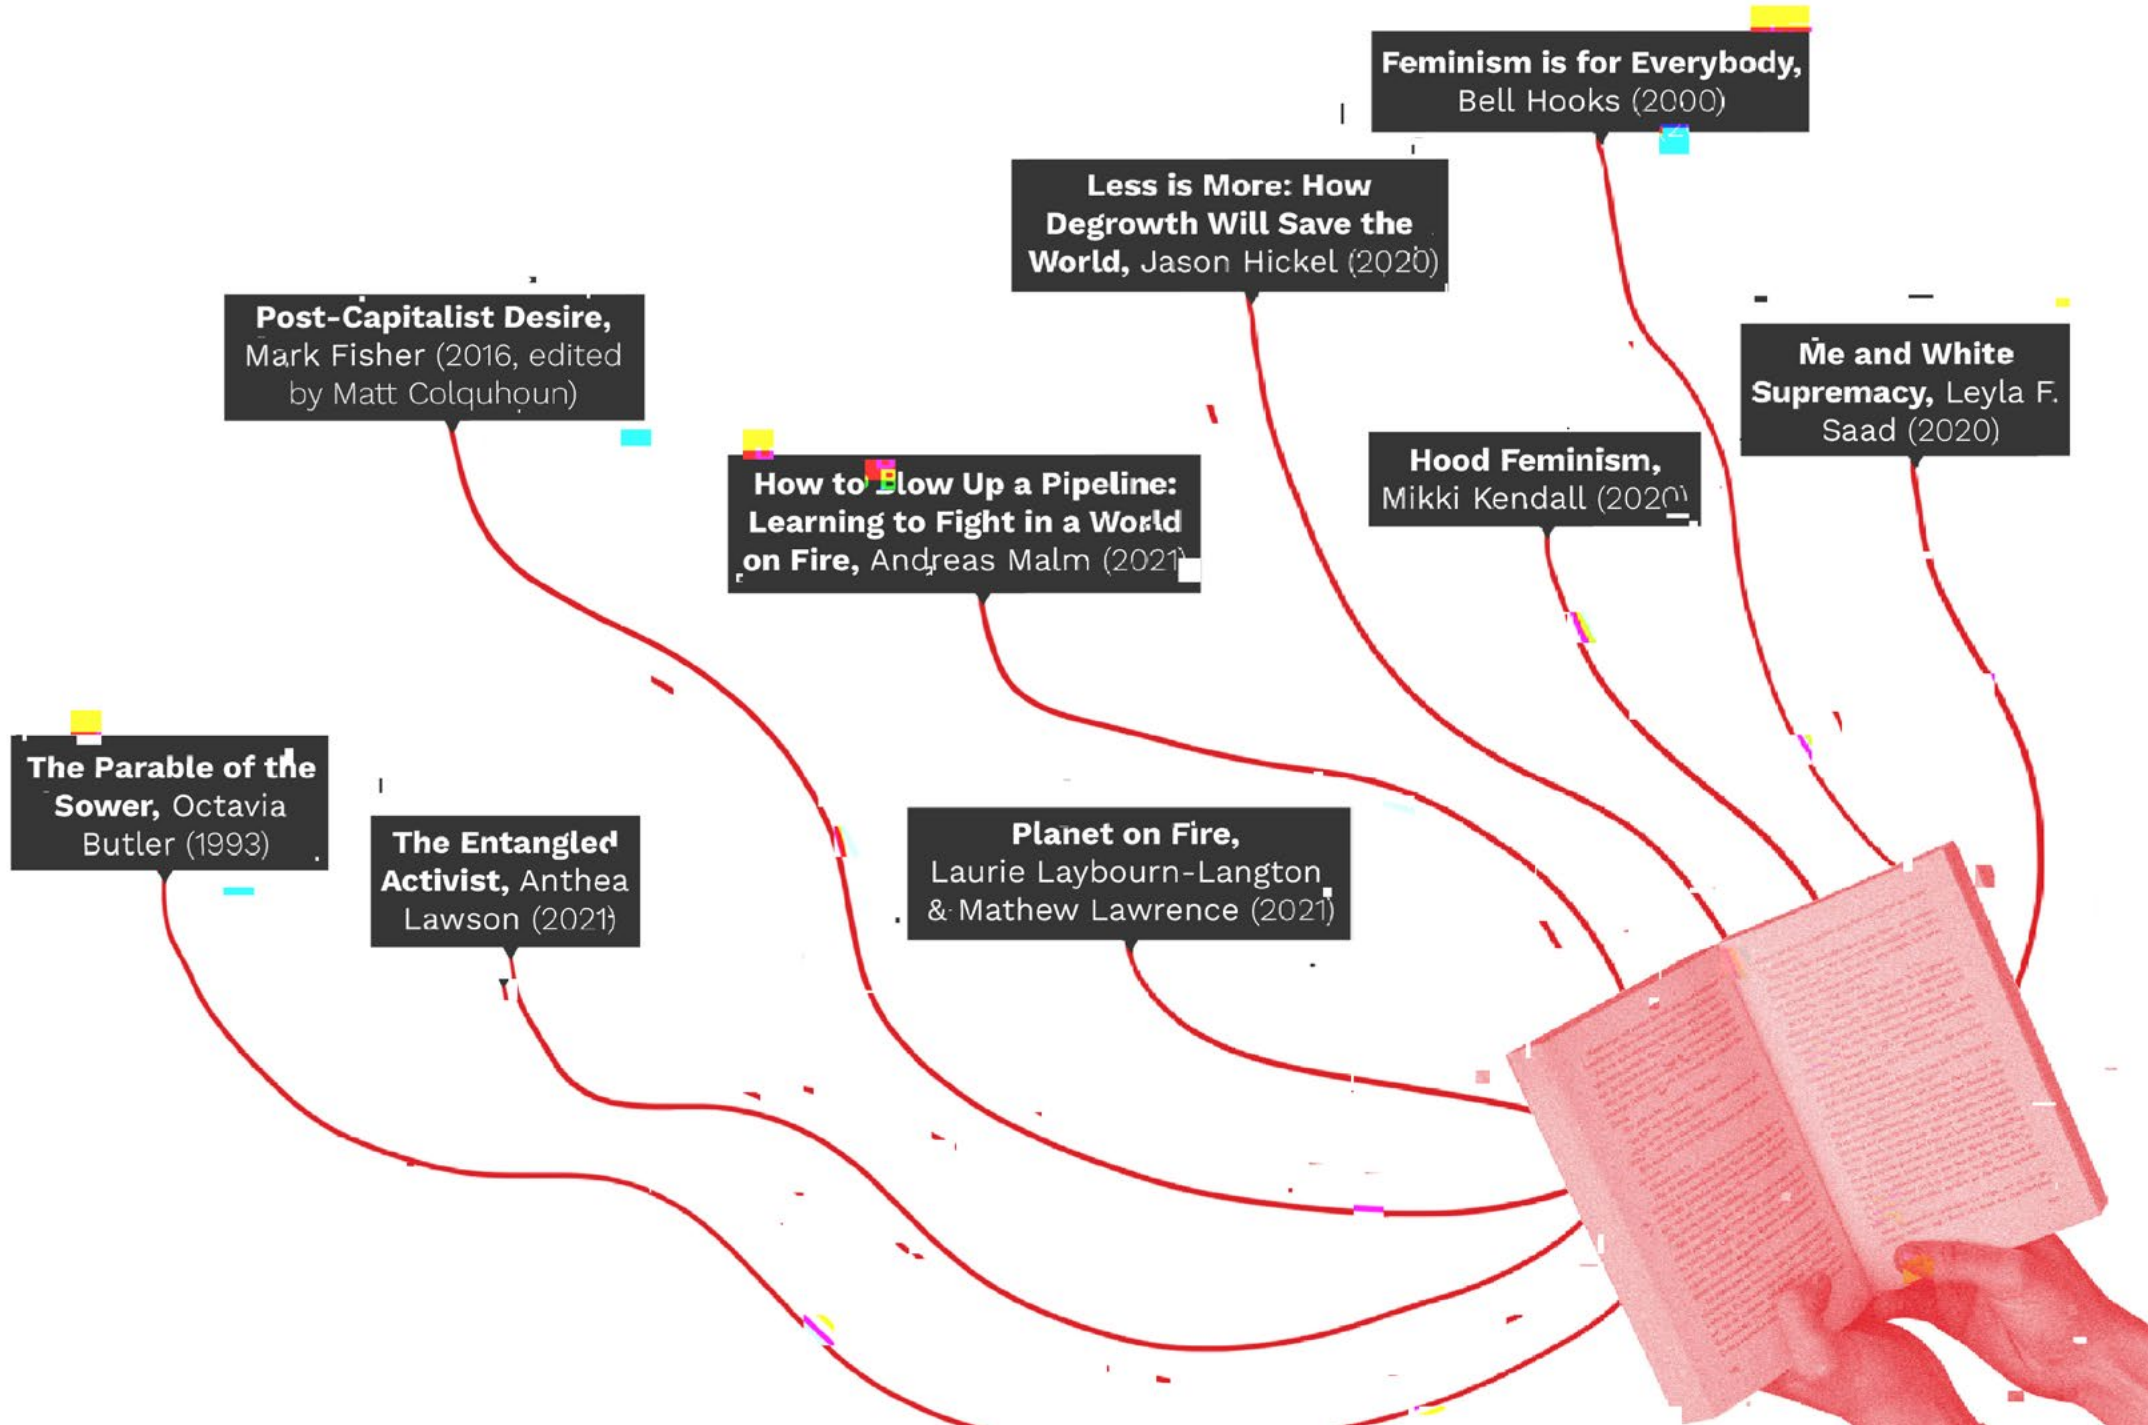 Feminism is for Everybody,
Bell Hooks (2000)
Less is More: How
Degrowth Will Save the
World, Jason Hickel (2020)
Post-Capitalist Desire,
Mark Fisher (2016, edited
by Matt Colquhoun)
Me and White
Supremacy, Leyla F.
Saad (2020)
Hood Feminism,
Mikki Kendall (2020)
How to Blow Up a Pipeline:
Learning to Fight in a World
on Fire, Andreas Malm (2021)
The Parable of the
Sower, Octavia
Butler (1993)
The Entangled
Activist, Anthea
Lawson (2021)
Planet on Fire,
Laurie Laybourn-Langton
& Mathew Lawrence (2021)